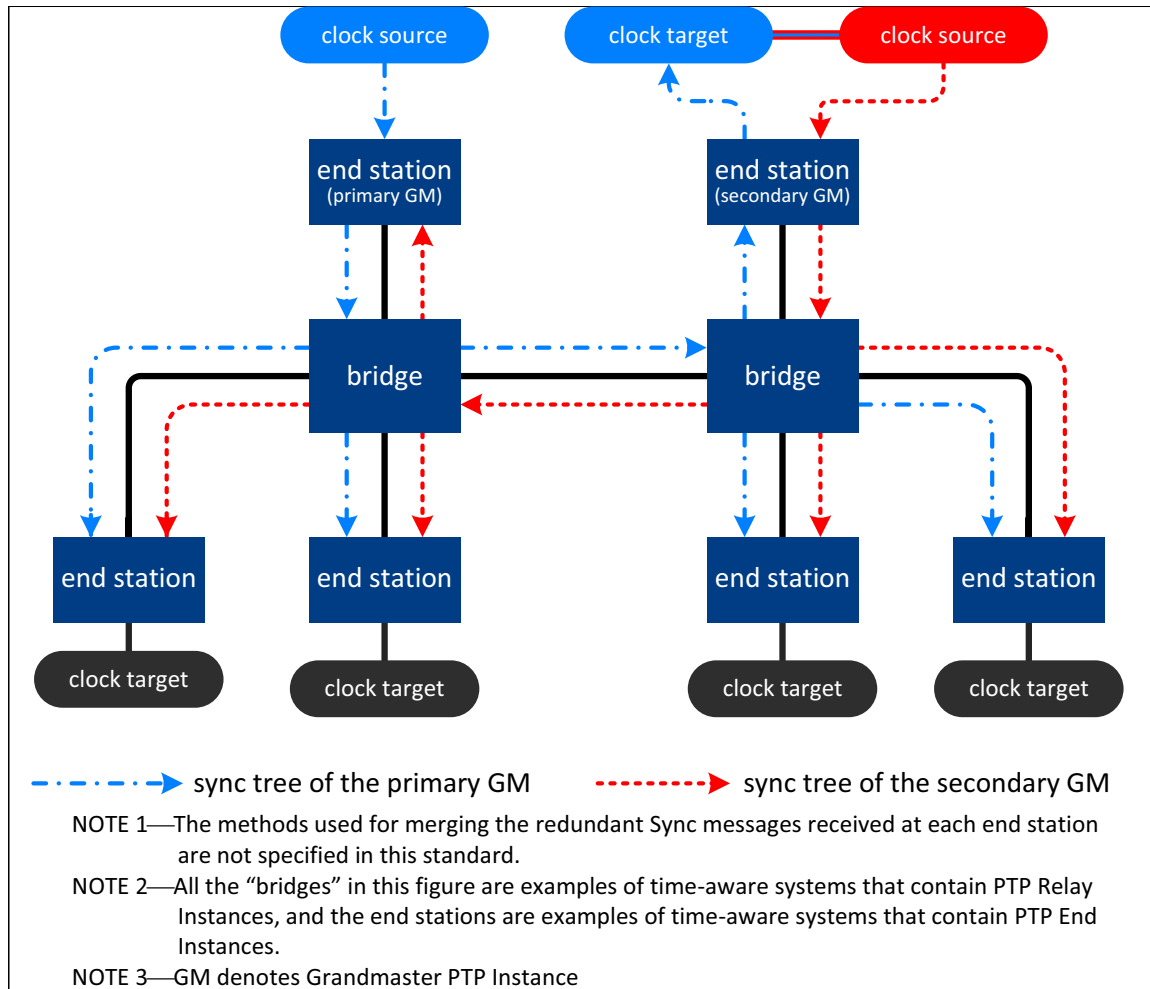 clock source
clock target
clock source
end station
(primary GM)
end station
(secondary GM)
bridge
bridge
end station
end station
end station
end station
clock target
clock target
clock target
clock target
sync tree of the primary GM
sync tree of the secondary GM
NOTE 1—The methods used for merging the redundant Sync messages received at each end station
are not specified in this standard.
NOTE 2—All the “bridges” in this figure are examples of time-aware systems that contain PTP Relay
Instances, and the end stations are examples of time-aware systems that contain PTP End
Instances.
NOTE 3—GM denotes Grandmaster PTP Instance